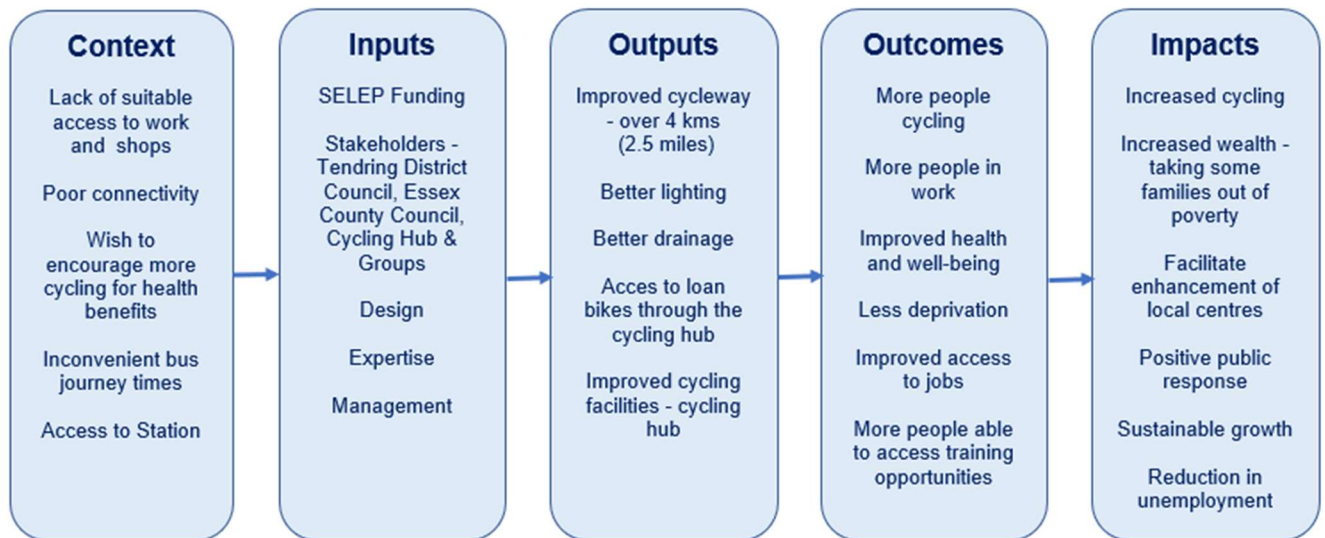 Context
Lack of suitable
access to work
and shops
Poor connectivity
Wish to
encourage more
cycling for health
benefits
Inconvenient bus
journey times
Access to Station
Inputs
SELEP Funding
Stakeholders -
Tendring District
Council, Essex
County Council,
Cycling Hub &
Groups
Design
Expertise
Management
Outputs
Improved cycleway
- over 4 kms
(2.5 miles)
Better lighting
Better drainage
Acces to loan
bikes through the
cycling hub
Improved cycling
facilities - cycling
hub
Outcomes
More people
cycling
More people in
work
Improved health
and well-being
Less deprivation
Improved access
to jobs
More people able
to access training
opportunities
Impacts
Increased cycling
Increased wealth -
taking some
families out of
poverty
Facilitate
enhancement of
local centres
Positive public
response
Sustainable growth
Reduction in
unemployment